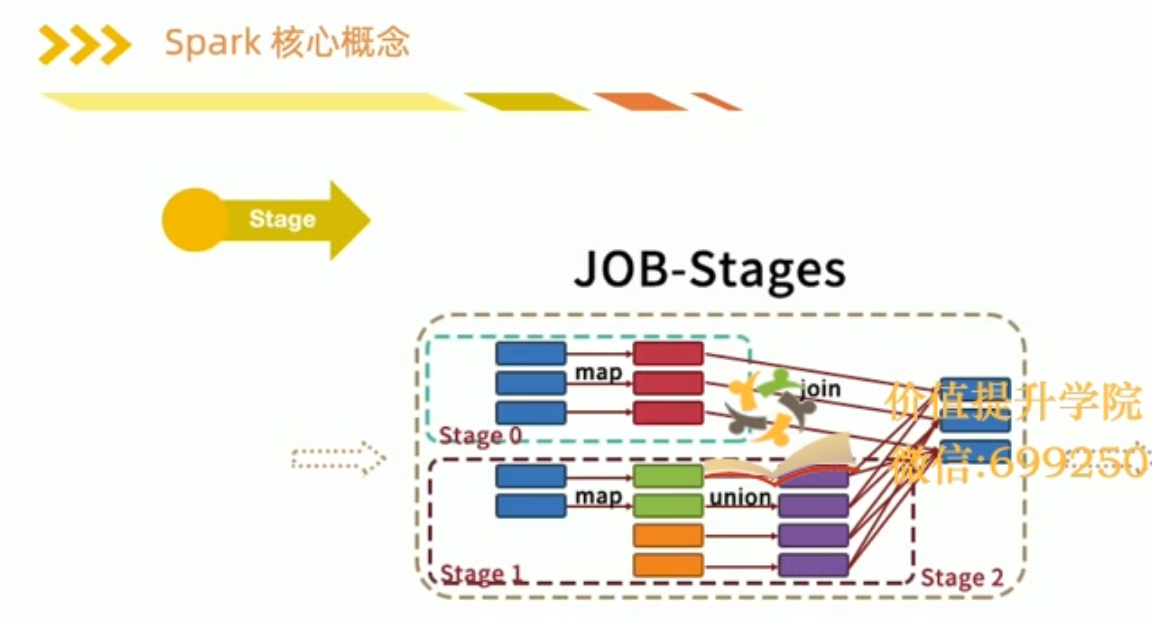 Spark 核心概念
Stage
JOB-Stages
map
join
价值提升学院
Stage 0
微信:699250
map
union
Stage 1
Stage 2